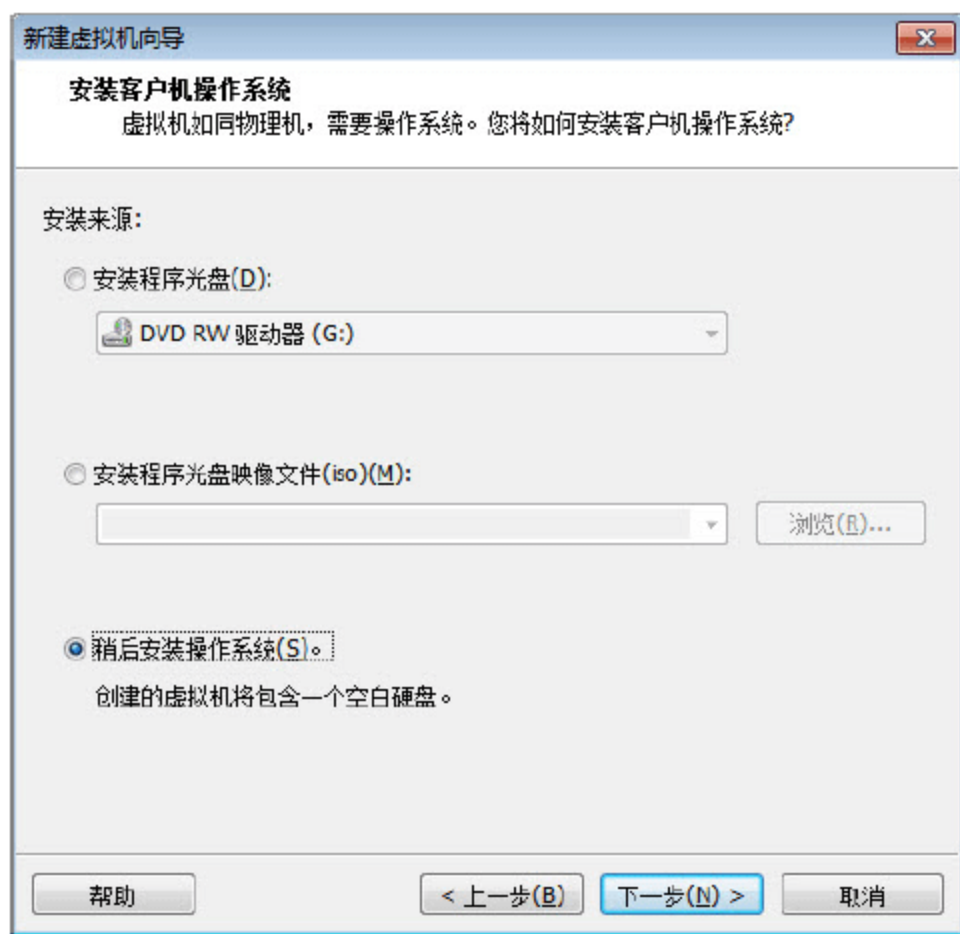 新建虚拟机向导
安装客户机操作系统
虚拟机如同物理机，需要操作系统。您将如何安装客户机操作系统?
安装来源:
安装程序光盘(D):
DVD RW 驱动器 (G:)
安装程序光盘映像文件(iso)(M):
浏览(R)...
稍后安装操作系统(S)。
创建的虚拟机将包含一个空白硬盘。
帮助
< 上一步(B)
下一步(N) >
取消